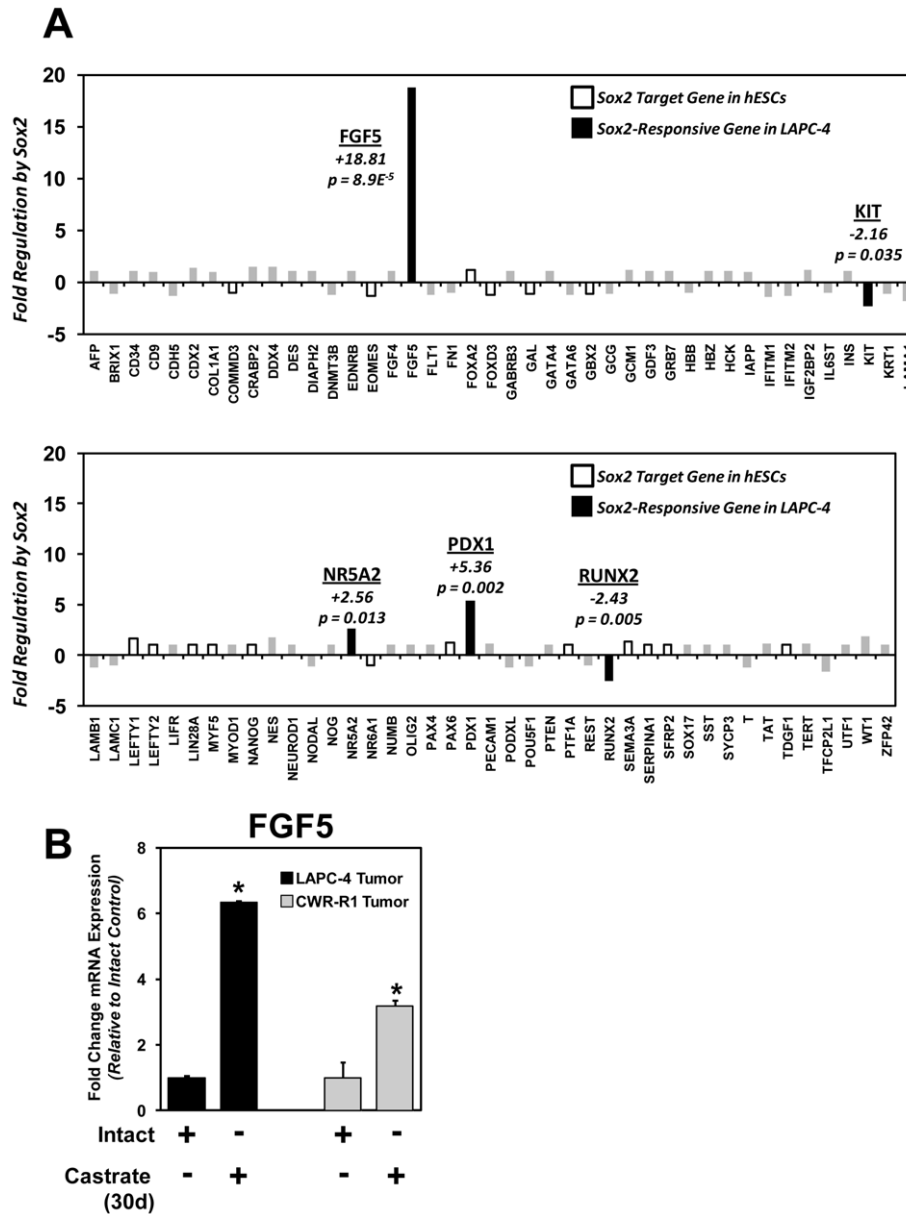 A
20
15
10
5
0
-5
Fold Regulation by Sox2
Sox2 Target Gene in hESCs
Sox2-Responsive Gene in LAPC-4
FGF5
+18.81
p = 8.9E-5
KIT
-2.16
p = 0.035
AFP
BRIX1
CD34
CD9
CDH5
CDX2
COL1A1
COMMD3
CRABP2
DDX4
DES
DIAPH2
DNMT3B
EDNRB
EOMES
FGF4
FGF5
FLT1
FN1
FOXA2
FOXD3
GABRB3
GAL
GATA4
GATA6
GBX2
GCG
GCM1
GDF3
GRB7
HBB
HBZ
HCK
IAPP
IFITM1
IFITM2
IGF2BP2
IL6ST
INS
KIT
KRT1
20
15
10
5
0
-5
Fold Regulation by Sox2
Sox2 Target Gene in hESCs
Sox2-Responsive Gene in LAPC-4
NR5A2
+2.56
p = 0.013
PDX1
+5.36
p = 0.002
RUNX2
-2.43
p = 0.005
LAMB1
LAMC1
LEFTY1
LEFTY2
LIFR
LIN28A
MYF5
MYOD1
NANOG
NES
NEUROD1
NODAL
NOG
NR5A2
NR6A1
NUMB
OLIG2
PAX4
PAX6
PDX1
PECAM1
PODXL
POU5F1
PTEN
PTF1A
REST
RUNX2
SEMA3A
SERPINA1
SFRP2
SOX17
SST
SYCP3
T
TAT
TDGF1
TERT
TFCP2L1
UTF1
WT1
ZFP42
B
FGF5
8
6
4
2
0
Fold Change mRNA Expression
(Relative to Intact Control)
LAPC-4 Tumor
CWR-R1 Tumor
*
*
Intact + - + -
Castrate - + - +
(30d)